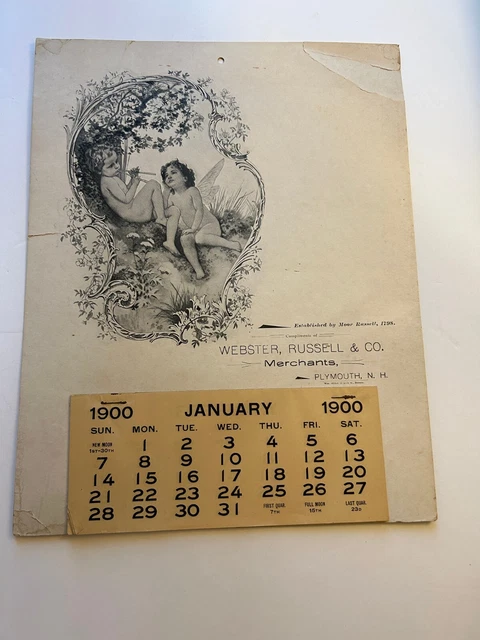 Established by Moor Russell, 1798.
Compliments of
WEBSTER, RUSSELL & CO.
Merchants,
PLYMOUTH, N. H.
1900 JANUARY 1900
SUN. MON. TUE. WED. THU. FRI. SAT.
NEW MOON 1ST-30TH 1 2 3 4 5 6
7 8 9 10 11 12 13
14 15 16 17 18 19 20
21 22 23 24 25 26 27
28 29 30 31 FIRST QUAR. 7TH FULL MOON 15TH LAST QUAR. 23D